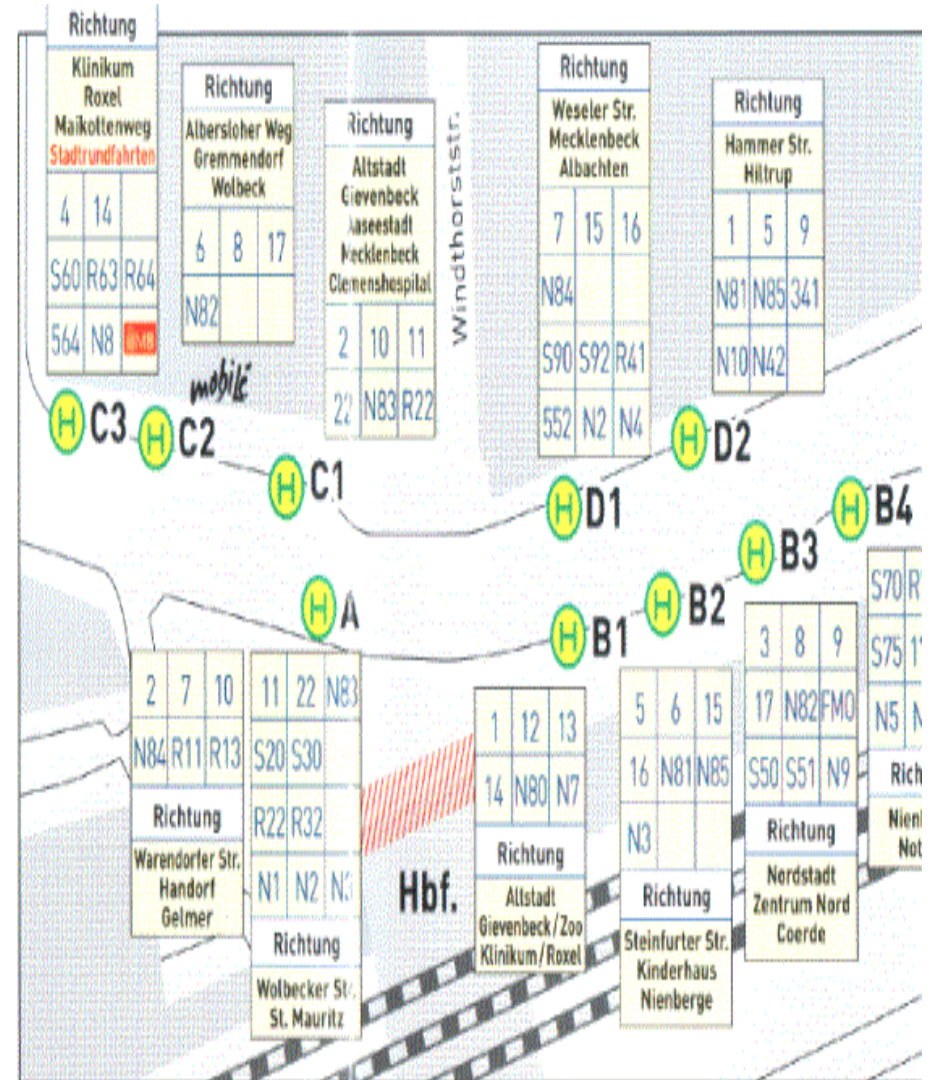 Richtung
Klinikum
Roxel
Maikottenweg
Stadtrundfahrten
4 14
S60 R63 R64
564 N8
C3
Richtung
Albersloher Weg
Gremmendorf
Wolbeck
6 8 17
N82
mobilé
C2
Richtung
Altstadt
Gievenbeck
Aaseestadt
Mecklenbeck
Clemenshospital
2 10 11
22 N83 R22
C1
Windthorststr.
Richtung
Weseler Str.
Mecklenbeck
Albachten
7 15 16
N84
S90 S92 R41
552 N2 N4
D1
Richtung
Hammer Str.
Hiltrup
1 5 9
N81 N85 341
N10 N42
D2
A
2 7 10
N84 R11 R13
Richtung
Warendorfer Str.
Handorf
Gelmer
11 22 N83
S20 S30
R22 R32
N1 N2
Richtung
Wolbecker St
St. Mauritz
Hbf.
B1
1 12 13
14 N80 N7
Richtung
Altstadt
Gievenbeck/Zoo
Klinikum/Roxel
B2
5 6 15
16 N81 N85
N3
Richtung
Steinfurter Str.
Kinderhaus
Nienberge
B3
3 8 9
17 N82 FMO
S50 S51 N9
Richtung
Nordstadt
Zentrum Nord
Coerde
B4
S70 R
S75
N5
Rich
Nien
Not